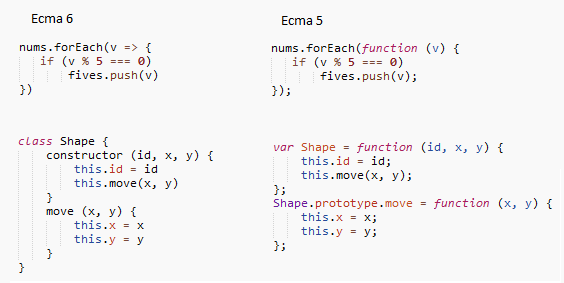 Ecma 6
nums.forEach(v => {
if (v % 5 === 0)
fives.push(v)
})
class Shape {
constructor (id, x, y) {
this.id = id
this.move(x, y)
}
move (x, y) {
this.x = x
this.y = y
}
}
Ecma 5
nums.forEach(function (v) {
if (v % 5 === 0)
fives.push(v);
});
var Shape = function (id, x, y) {
this.id = id;
this.move(x, y);
};
Shape.prototype.move = function (x, y) {
this.x = x;
this.y = y;
};